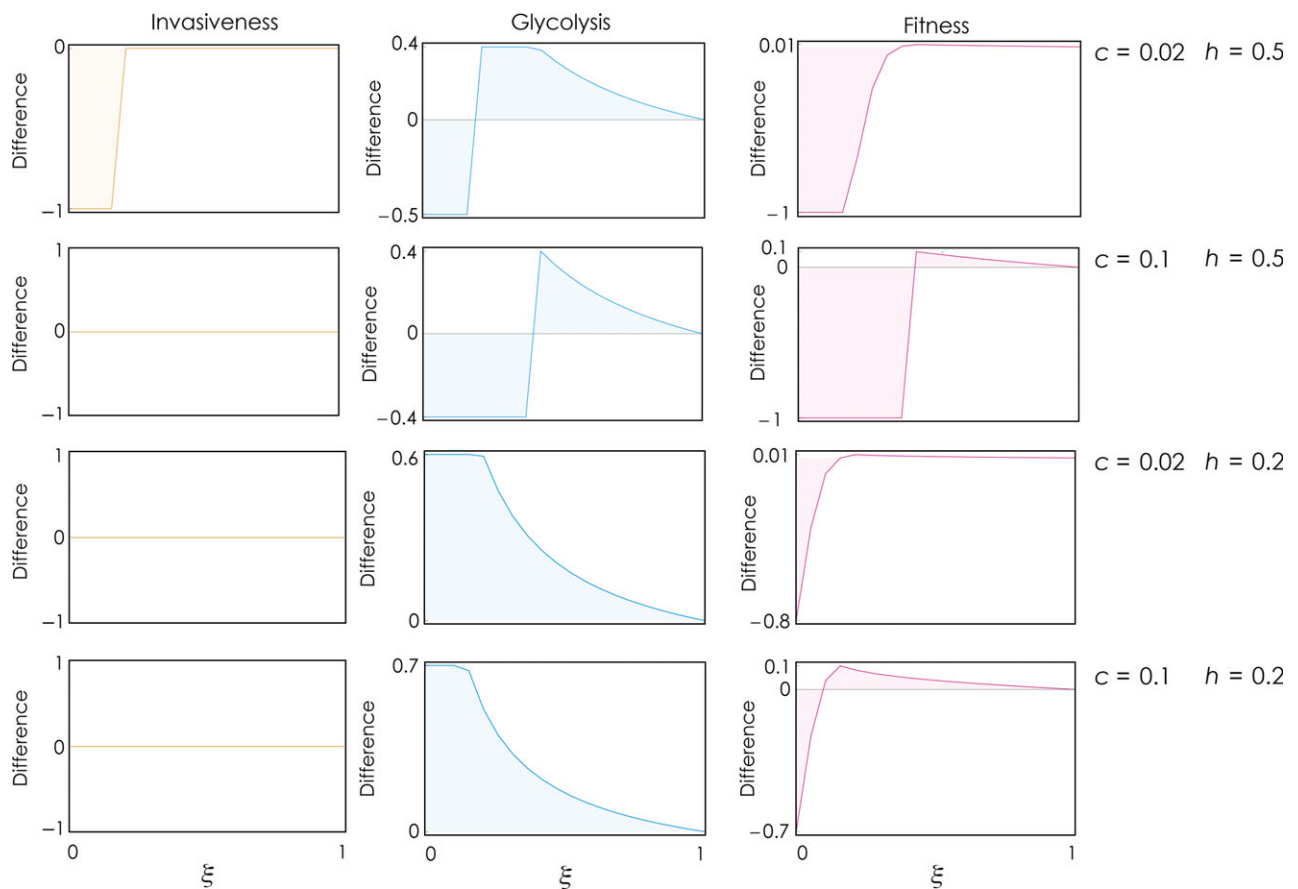 Invasiveness Glycolysis Fitness
0 0.4 0.01 c = 0.02 h = 0.5
Difference Difference Difference
0
−1 −0.5 −1
1 0.4 0.1 c = 0.1 h = 0.5
0
Difference Difference Difference
0 0
−1 −0.4 −1
1 0.6 0.01 c = 0.02 h = 0.2
Difference Difference Difference
0
−1 0 −0.8
1 0.7 0.1 c = 0.1 h = 0.2
0
Difference Difference Difference
0
−1 0 −0.7
0 1 0 1 0 1
ξ ξ ξ